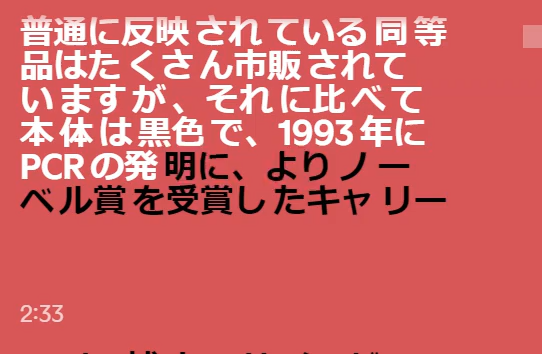 普通に反映されている同等
品はたくさん市販されて
いますが、それに比べて
本体は黒色で、1993年に
PCRの発明に、よりノー
ベル賞を受賞したキャリー
2:33